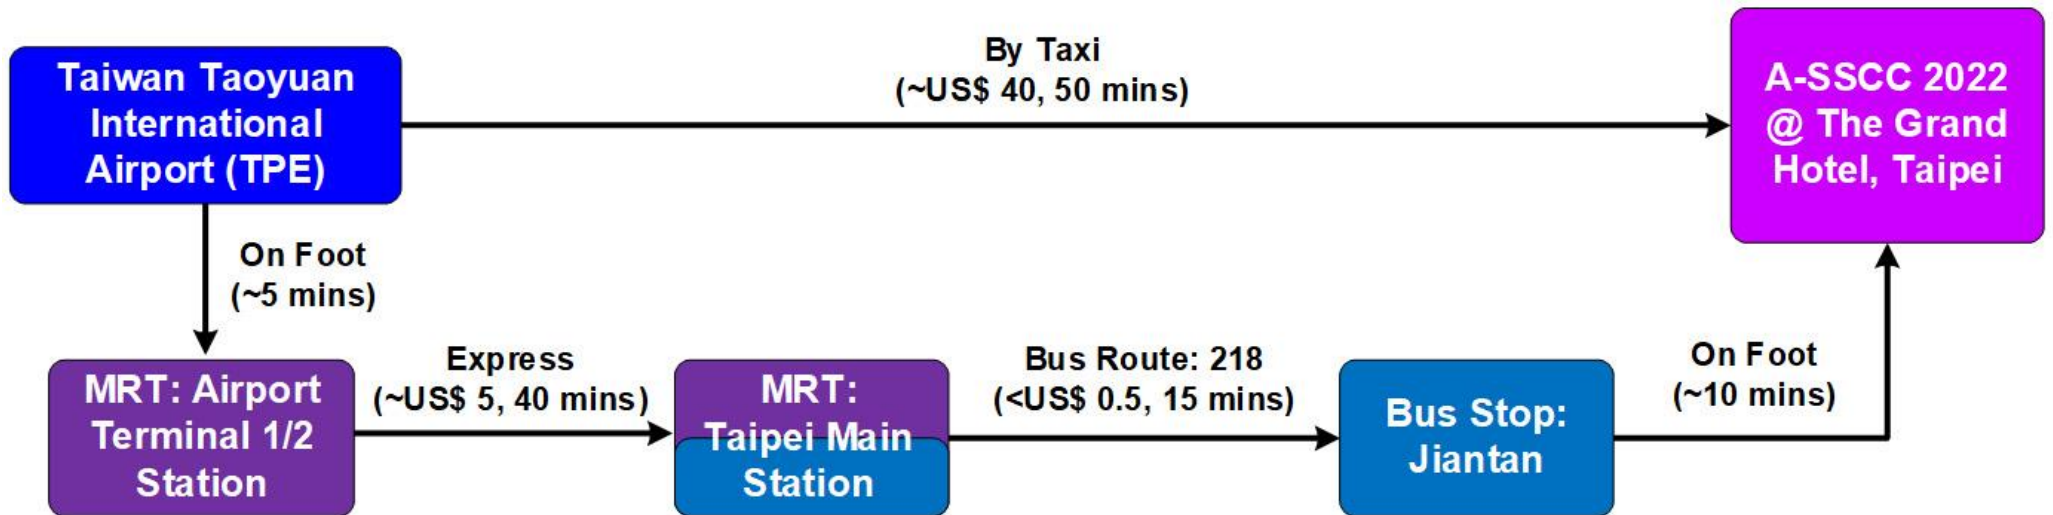 Taiwan Taoyuan
International
Airport (TPE)
By Taxi
(~US$ 40, 50 mins)
A-SSCC 2022
@ The Grand
Hotel, Taipei
On Foot
(~5 mins)
MRT: Airport
Terminal 1/2
Station
Express
(~US$ 5, 40 mins)
MRT:
Taipei Main
Station
Bus Route: 218
(<US$ 0.5, 15 mins)
Bus Stop:
Jiantan
On Foot
(~10 mins)